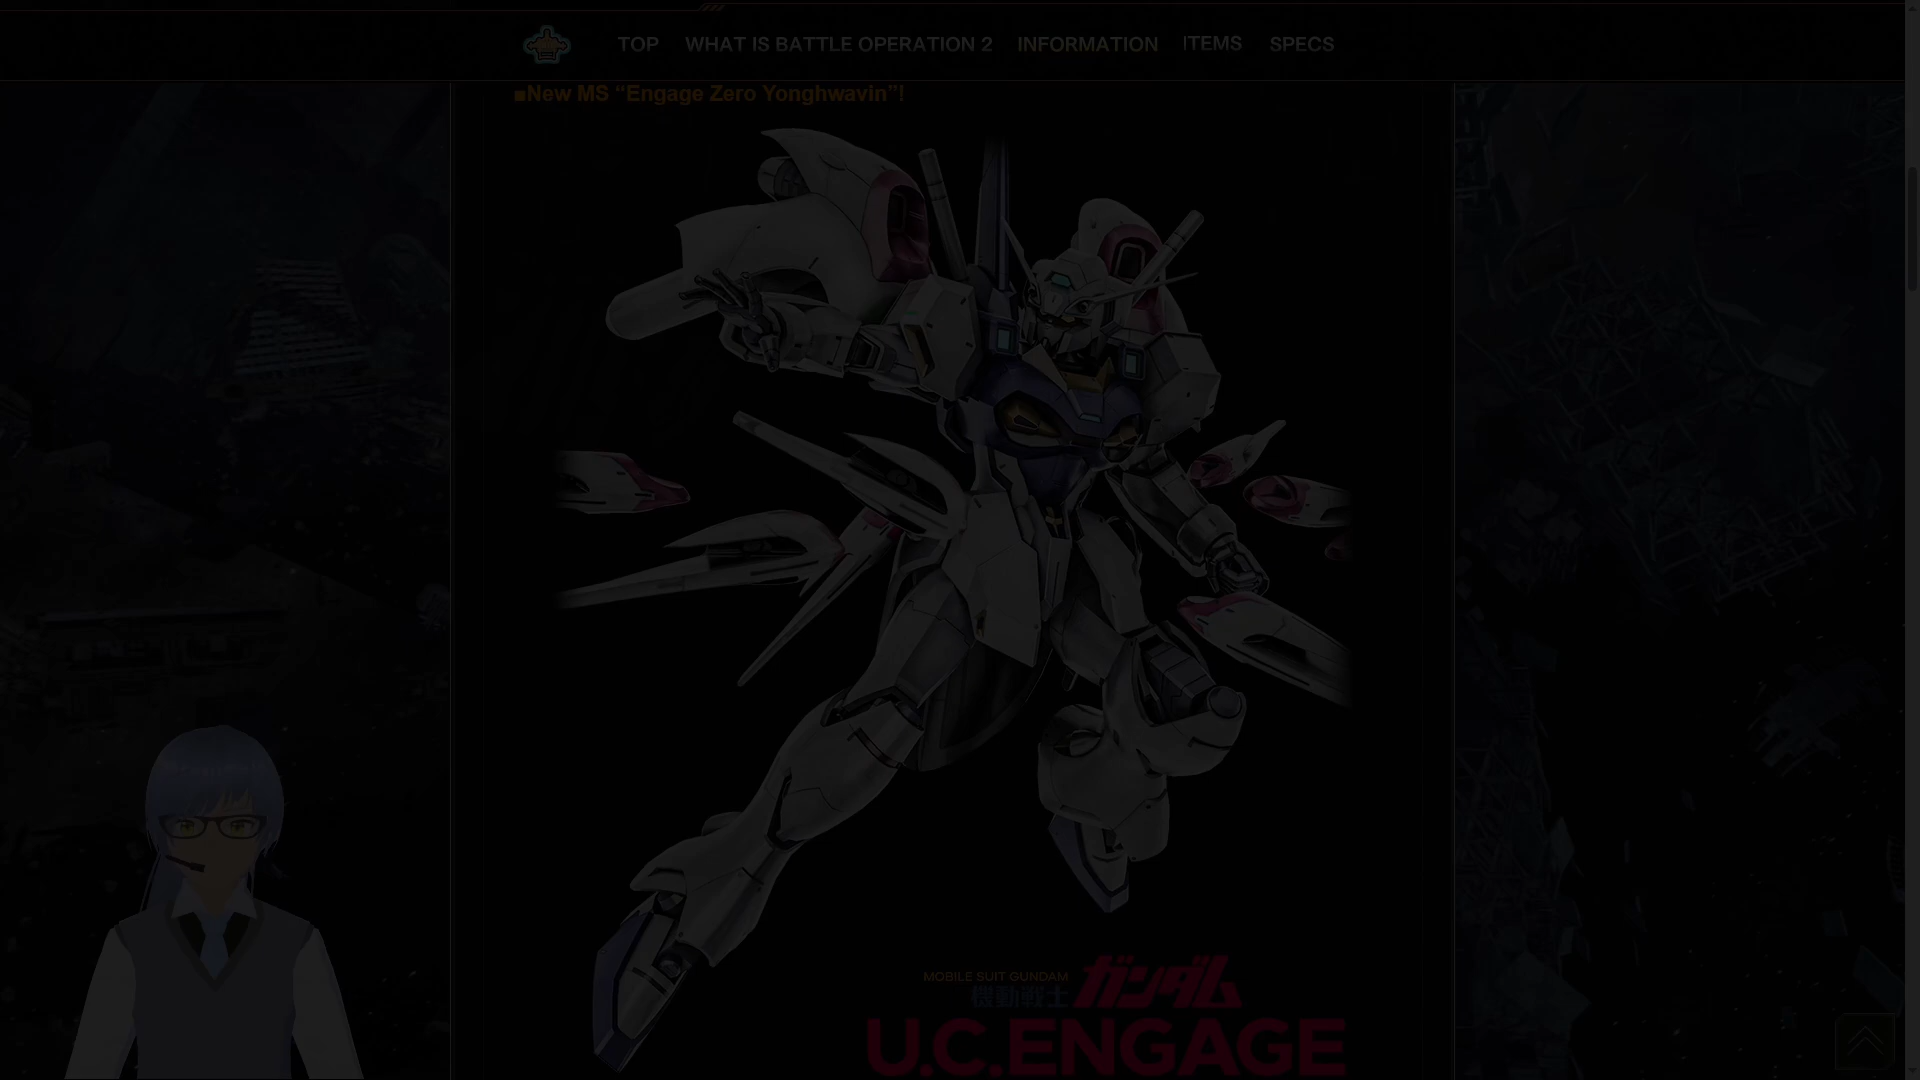 TOP WHAT IS BATTLE OPERATION 2 INFORMATION ITEMS SPECS
■New MS “Engage Zero Yonghwavin”!
MOBILE SUIT GUNDAM
機動戦士 ガンダム
U.C.ENGAGE